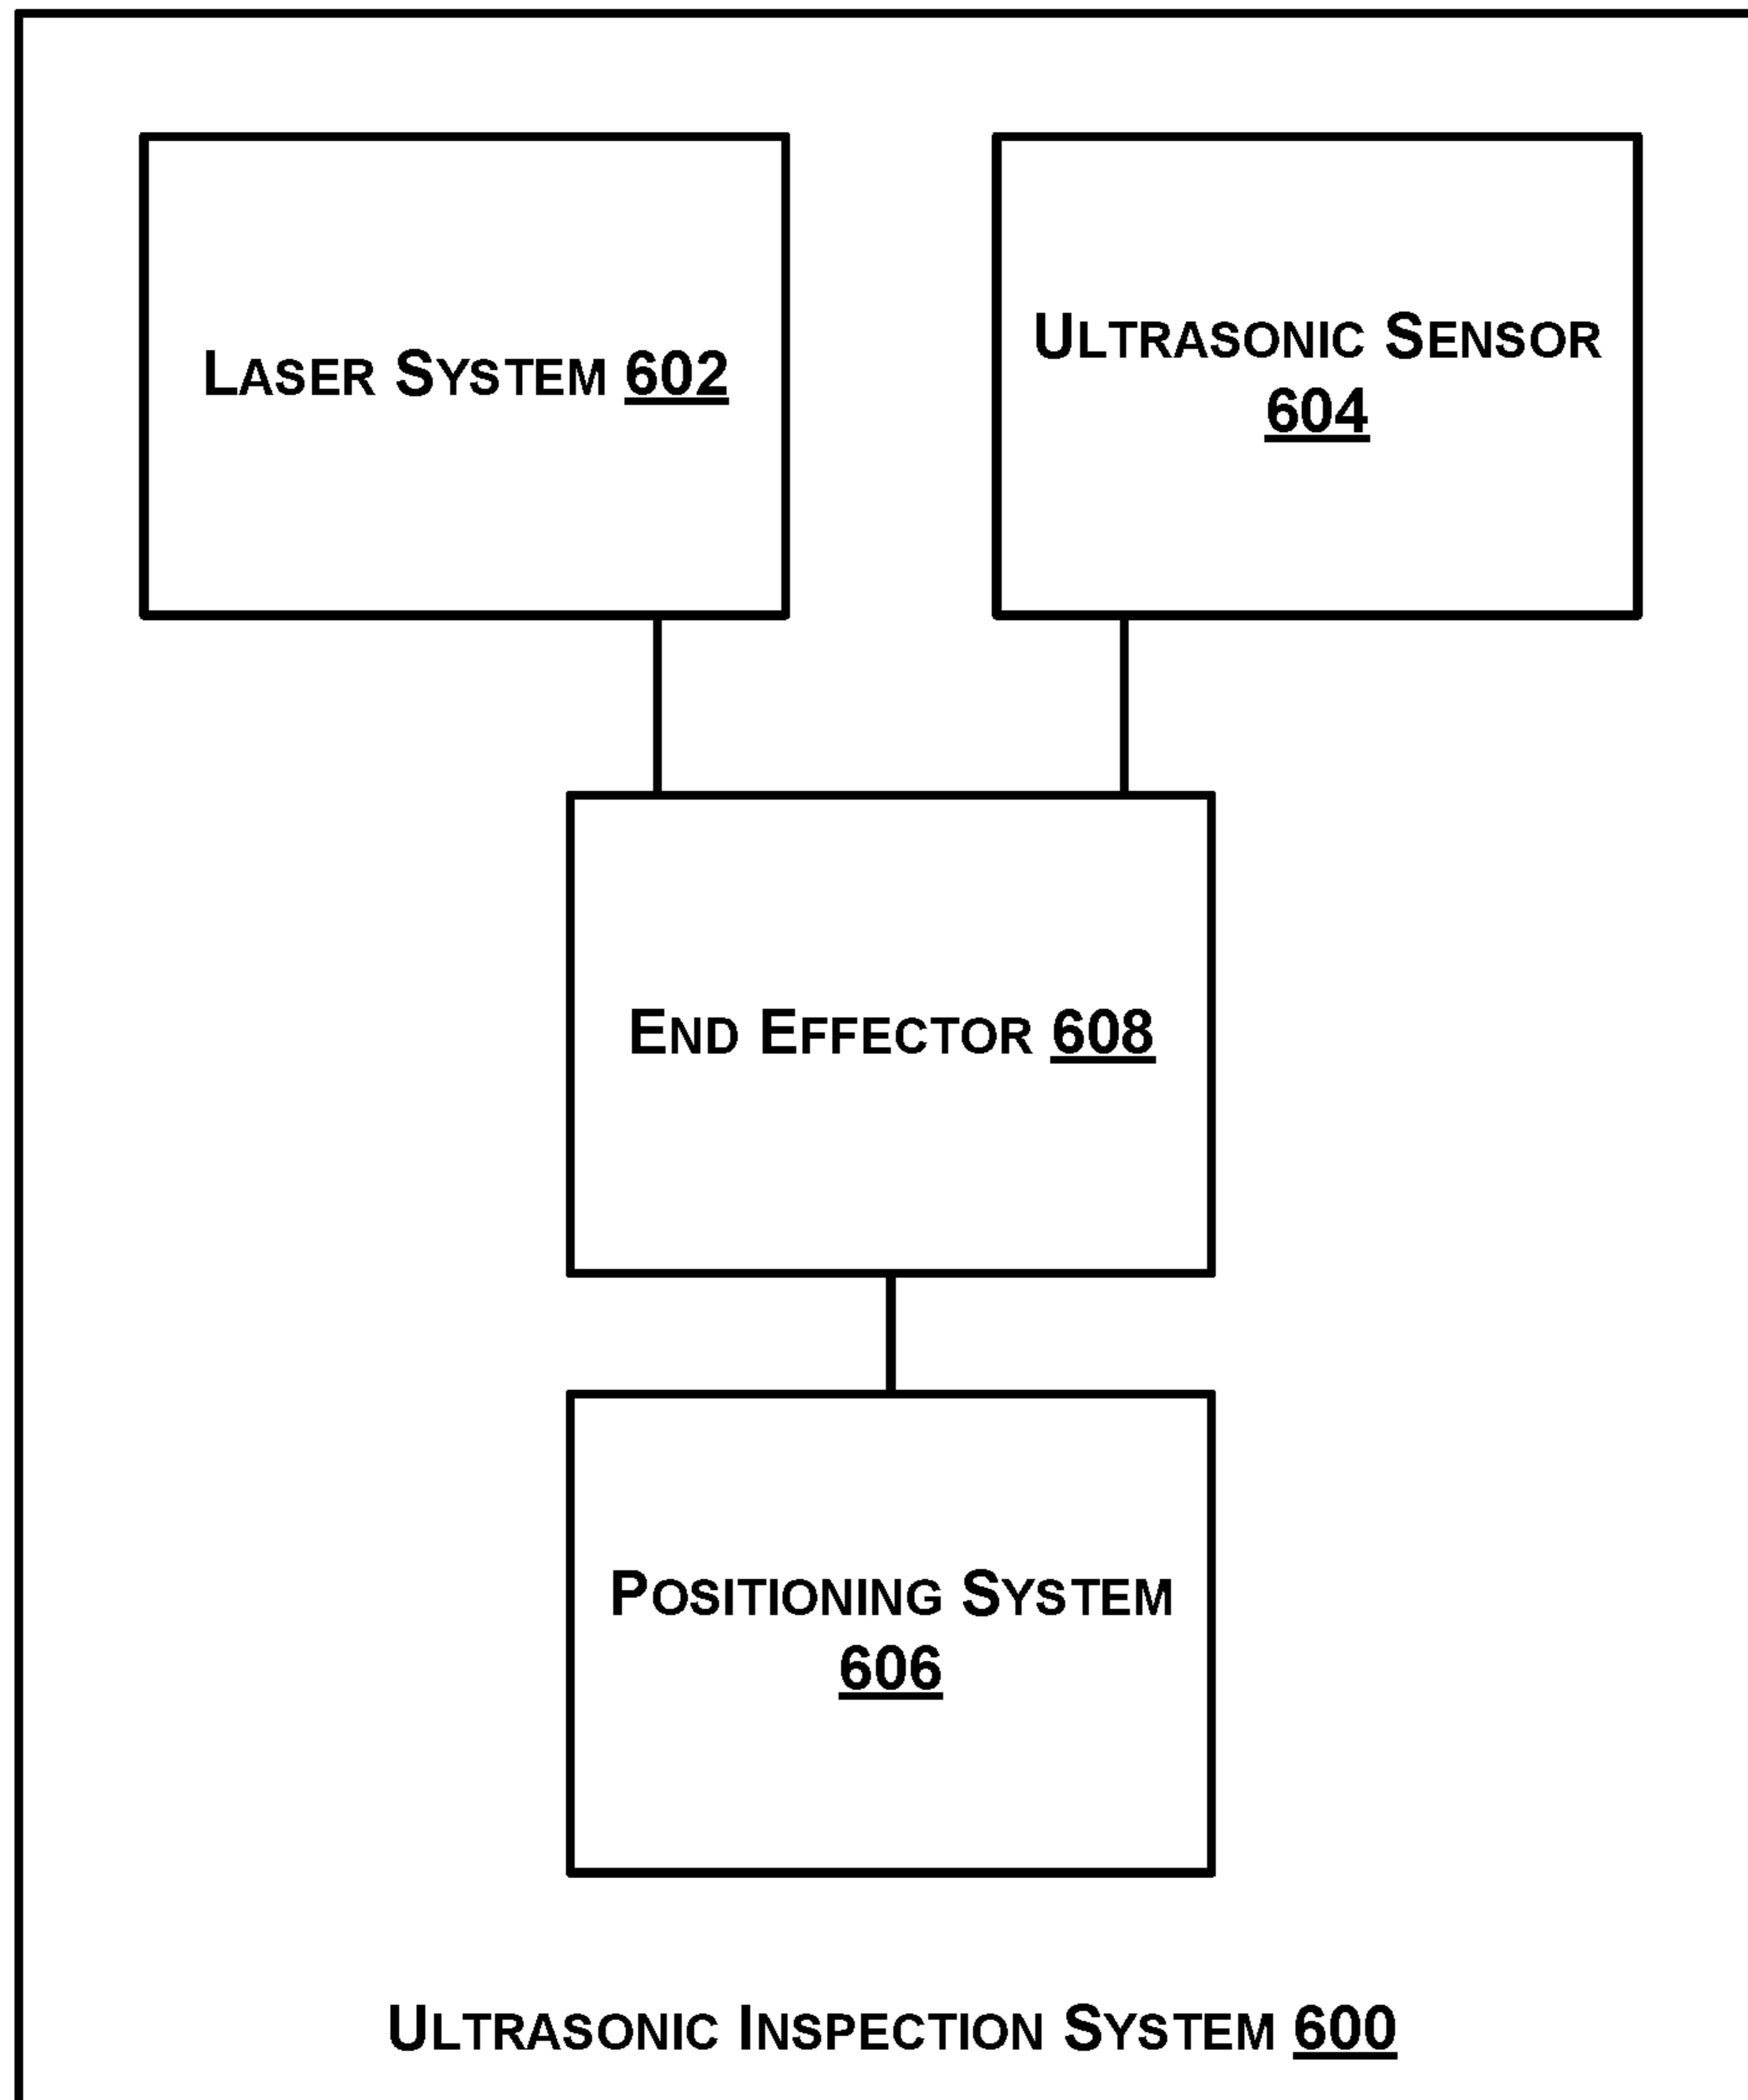 LASER SYSTEM 602
ULTRASONIC SENSOR
604
END EFFECTOR 608
POSITIONING SYSTEM
606
ULTRASONIC INSPECTION SYSTEM 600